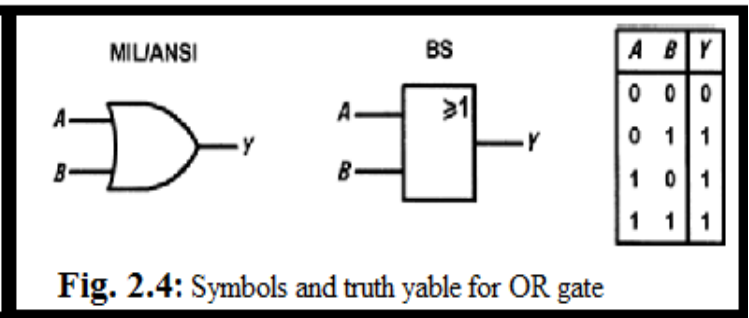 MIL/ANSI
A
B
Y
BS
A
B
≥1
Y
A B Y
0 0 0
0 1 1
1 0 1
1 1 1
Fig. 2.4: Symbols and truth yable for OR gate